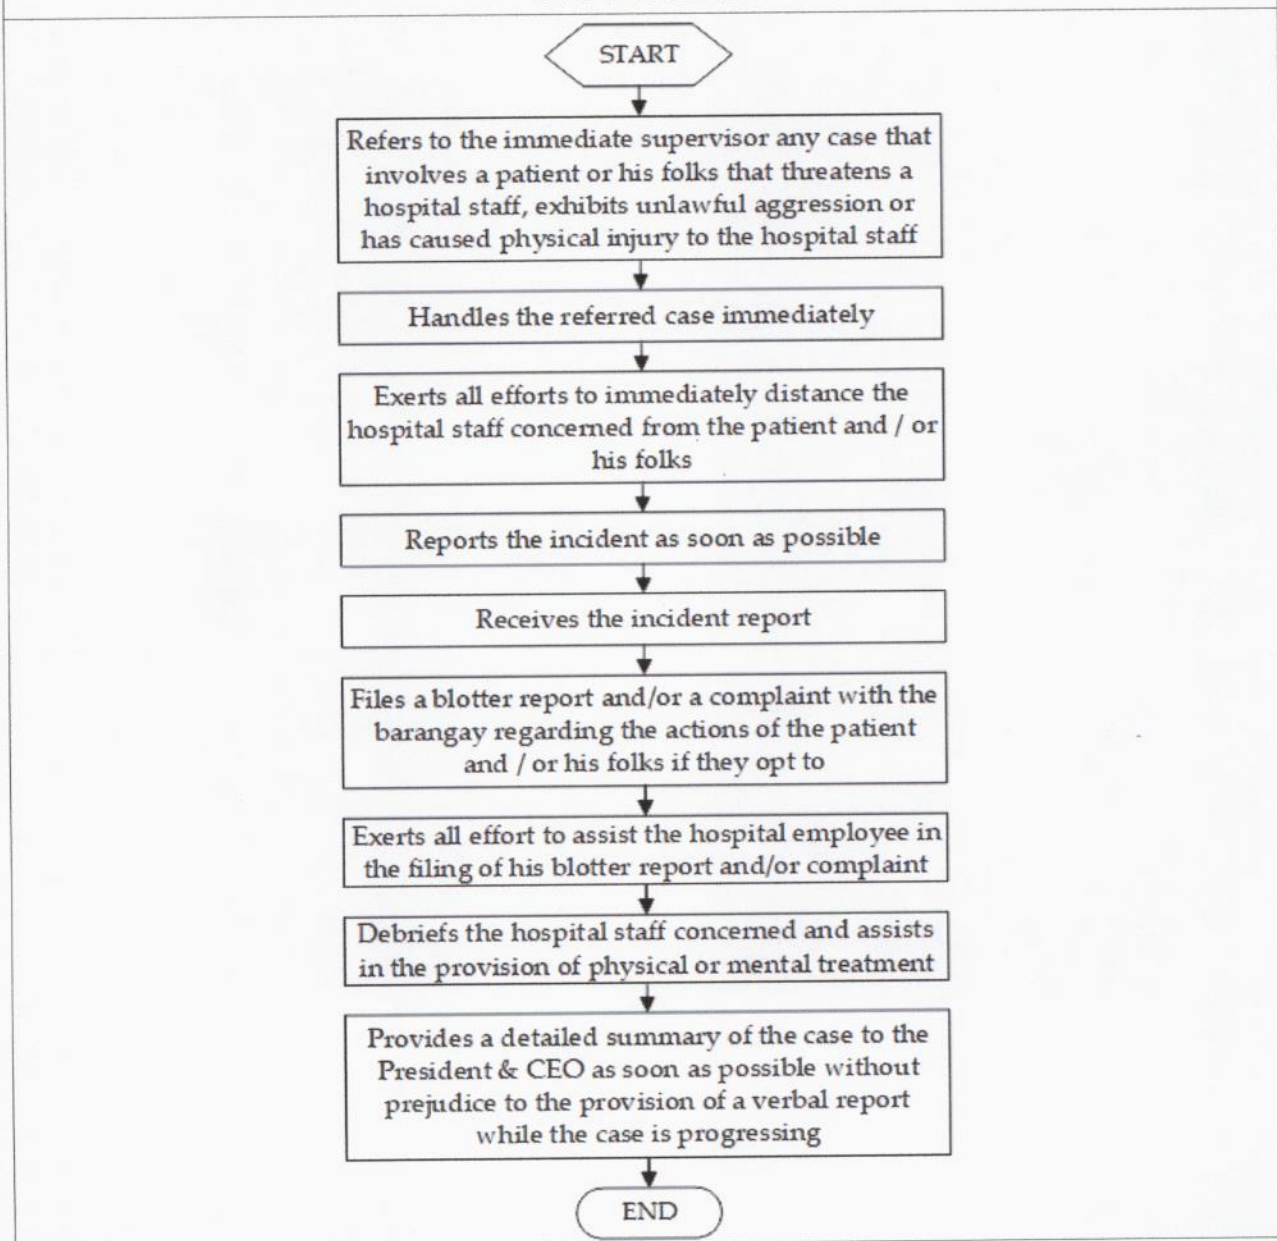 START
Refers to the immediate supervisor any case that
involves a patient or his folks that threatens a
hospital staff, exhibits unlawful aggression or
has caused physical injury to the hospital staff
Handles the referred case immediately
Exerts all efforts to immediately distance the
hospital staff concerned from the patient and / or
his folks
Reports the incident as soon as possible
Receives the incident report
Files a blotter report and/or a complaint with the
barangay regarding the actions of the patient
and / or his folks if they opt to
Exerts all effort to assist the hospital employee in
the filing of his blotter report and/or complaint
Debriefs the hospital staff concerned and assists
in the provision of physical or mental treatment
Provides a detailed summary of the case to the
President & CEO as soon as possible without
prejudice to the provision of a verbal report
while the case is progressing
END